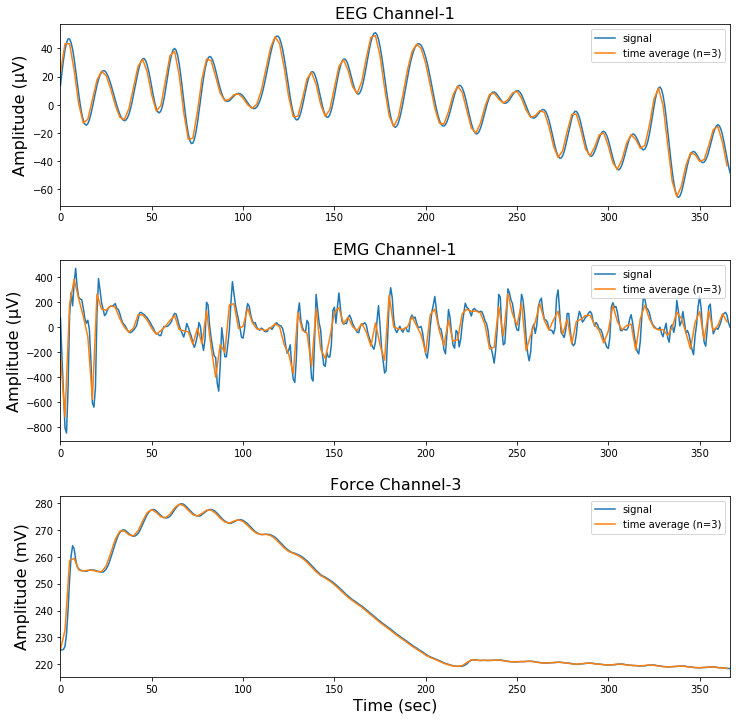 EEG Channel-1
Amplitude (μV)
40
20
0
−20
−40
−60
signal
time average (n=3)
0 50 100 150 200 250 300 350
EMG Channel-1
Amplitude (μV)
400
200
0
−200
−400
−600
−800
signal
time average (n=3)
0 50 100 150 200 250 300 350
Force Channel-3
Amplitude (mV)
280
270
260
250
240
230
220
signal
time average (n=3)
0 50 100 150 200 250 300 350
Time (sec)